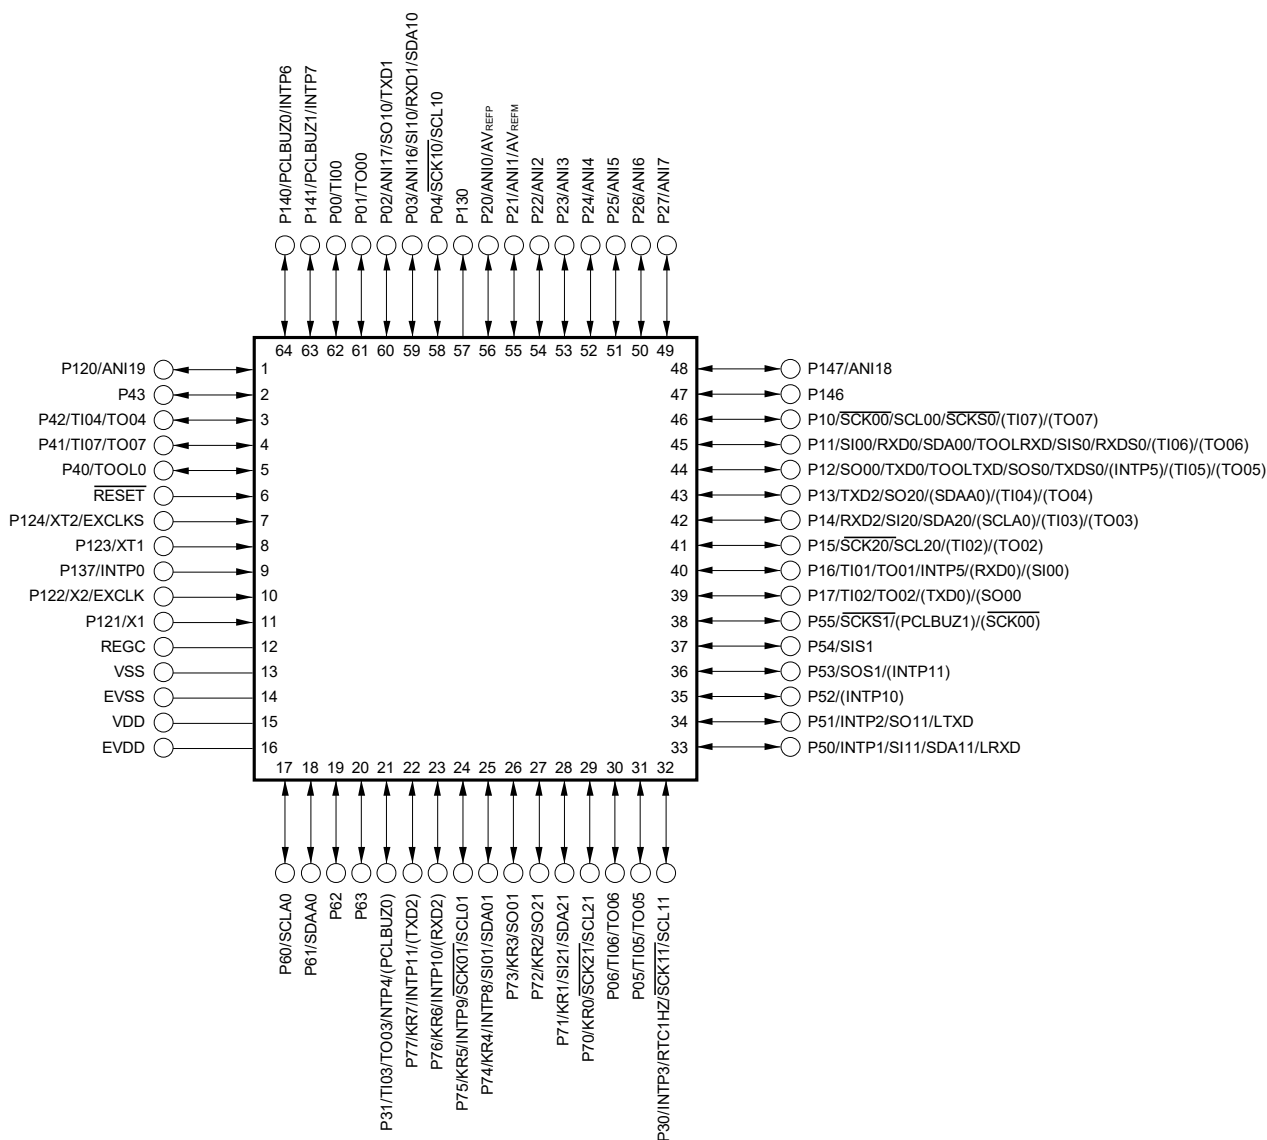 P140/PCLBUZ0/INTP6
P141/PCLBUZ1/INTP7
P00/TI00
P01/TO00
P02/ANI17/SO10/TXD1
P03/ANI16/SI10/RXD1/SDA10
P04/SCK10/SCL10
P130
P20/ANI0/AVREFP
P21/ANI1/AVREFM
P22/ANI2
P23/ANI3
P24/ANI4
P25/ANI5
P26/ANI6
P27/ANI7
64 63 62 61 60 59 58 57 56 55 54 53 52 51 50 49
P120/ANI19 1
P43 2
P42/TI04/TO04 3
P41/TI07/TO07 4
P40/TOOL0 5
RESET 6
P124/XT2/EXCLKS 7
P123/XT1 8
P137/INTP0 9
P122/X2/EXCLK 10
P121/X1 11
REGC 12
VSS 13
EVSS 14
VDD 15
EVDD 16
48 P147/ANI18
47 P146
46 P10/SCK00/SCL00/SCKS0/(TI07)/(TO07)
45 P11/SI00/RXD0/SDA00/TOOLRXD/SIS0/RXDS0/(TI06)/(TO06)
44 P12/SO00/TXD0/TOOLTXD/SOS0/TXDS0/(INTP5)/(TI05)/(TO05)
43 P13/TXD2/SO20/(SDAA0)/(TI04)/(TO04)
42 P14/RXD2/SI20/SDA20/(SCLA0)/(TI03)/(TO03)
41 P15/SCK20/SCL20/(TI02)/(TO02)
40 P16/TI01/TO01/INTP5/(RXD0)/(SI00)
39 P17/TI02/TO02/(TXD0)/(SO00
38 P55/SCKS1/(PCLBUZ1)/(SCK00)
37 P54/SIS1
36 P53/SOS1/(INTP11)
35 P52/(INTP10)
34 P51/INTP2/SO11/LTXD
33 P50/INTP1/SI11/SDA11/LRXD
17 18 19 20 21 22 23 24 25 26 27 28 29 30 31 32
P60/SCLA0
P61/SDAA0
P62
P63
P31/TI03/TO03/NTP4/(PCLBUZ0)
P77/KR7/INTP11/(TXD2)
P76/KR6/INTP10/(RXD2)
P75/KR5/INTP9/SCK01/SCL01
P74/KR4/INTP8/SI01/SDA01
P73/KR3/SO01
P72/KR2/SO21
P71/KR1/SI21/SDA21
P70/KR0/SCK21/SCL21
P06/TI06/TO06
P05/TI05/TO05
P30/INTP3/RTC1HZ/SCK11/SCL11